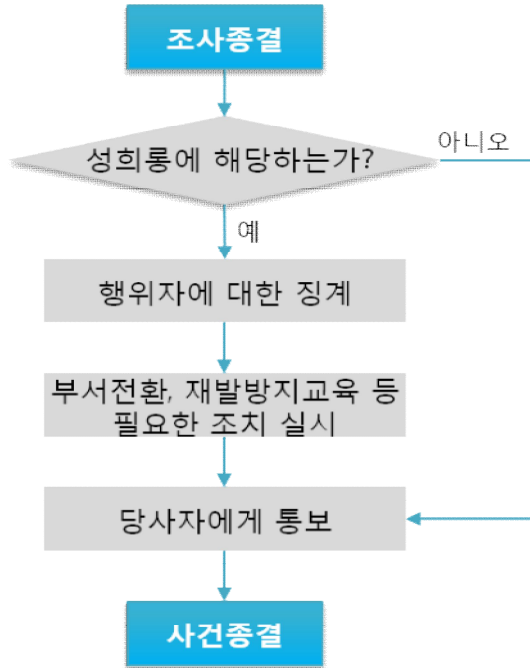 조사종결
성희롱에 해당하는가?
아니오
예
행위자에 대한 징계
부서전환, 재발방지교육 등
필요한 조치 실시
당사자에게 통보
사건종결